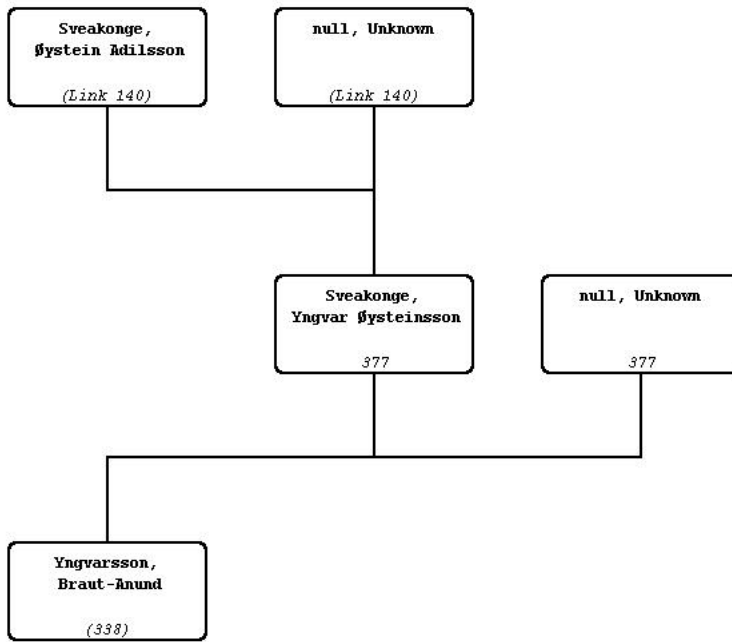 Sveakonge,
Øystein Adilsson
(Link 140)
null, Unknown
(Link 140)
Sveakonge,
Yngvar Øysteinsson
377
null, Unknown
377
Yngvarsson,
Braut-Anund
(338)